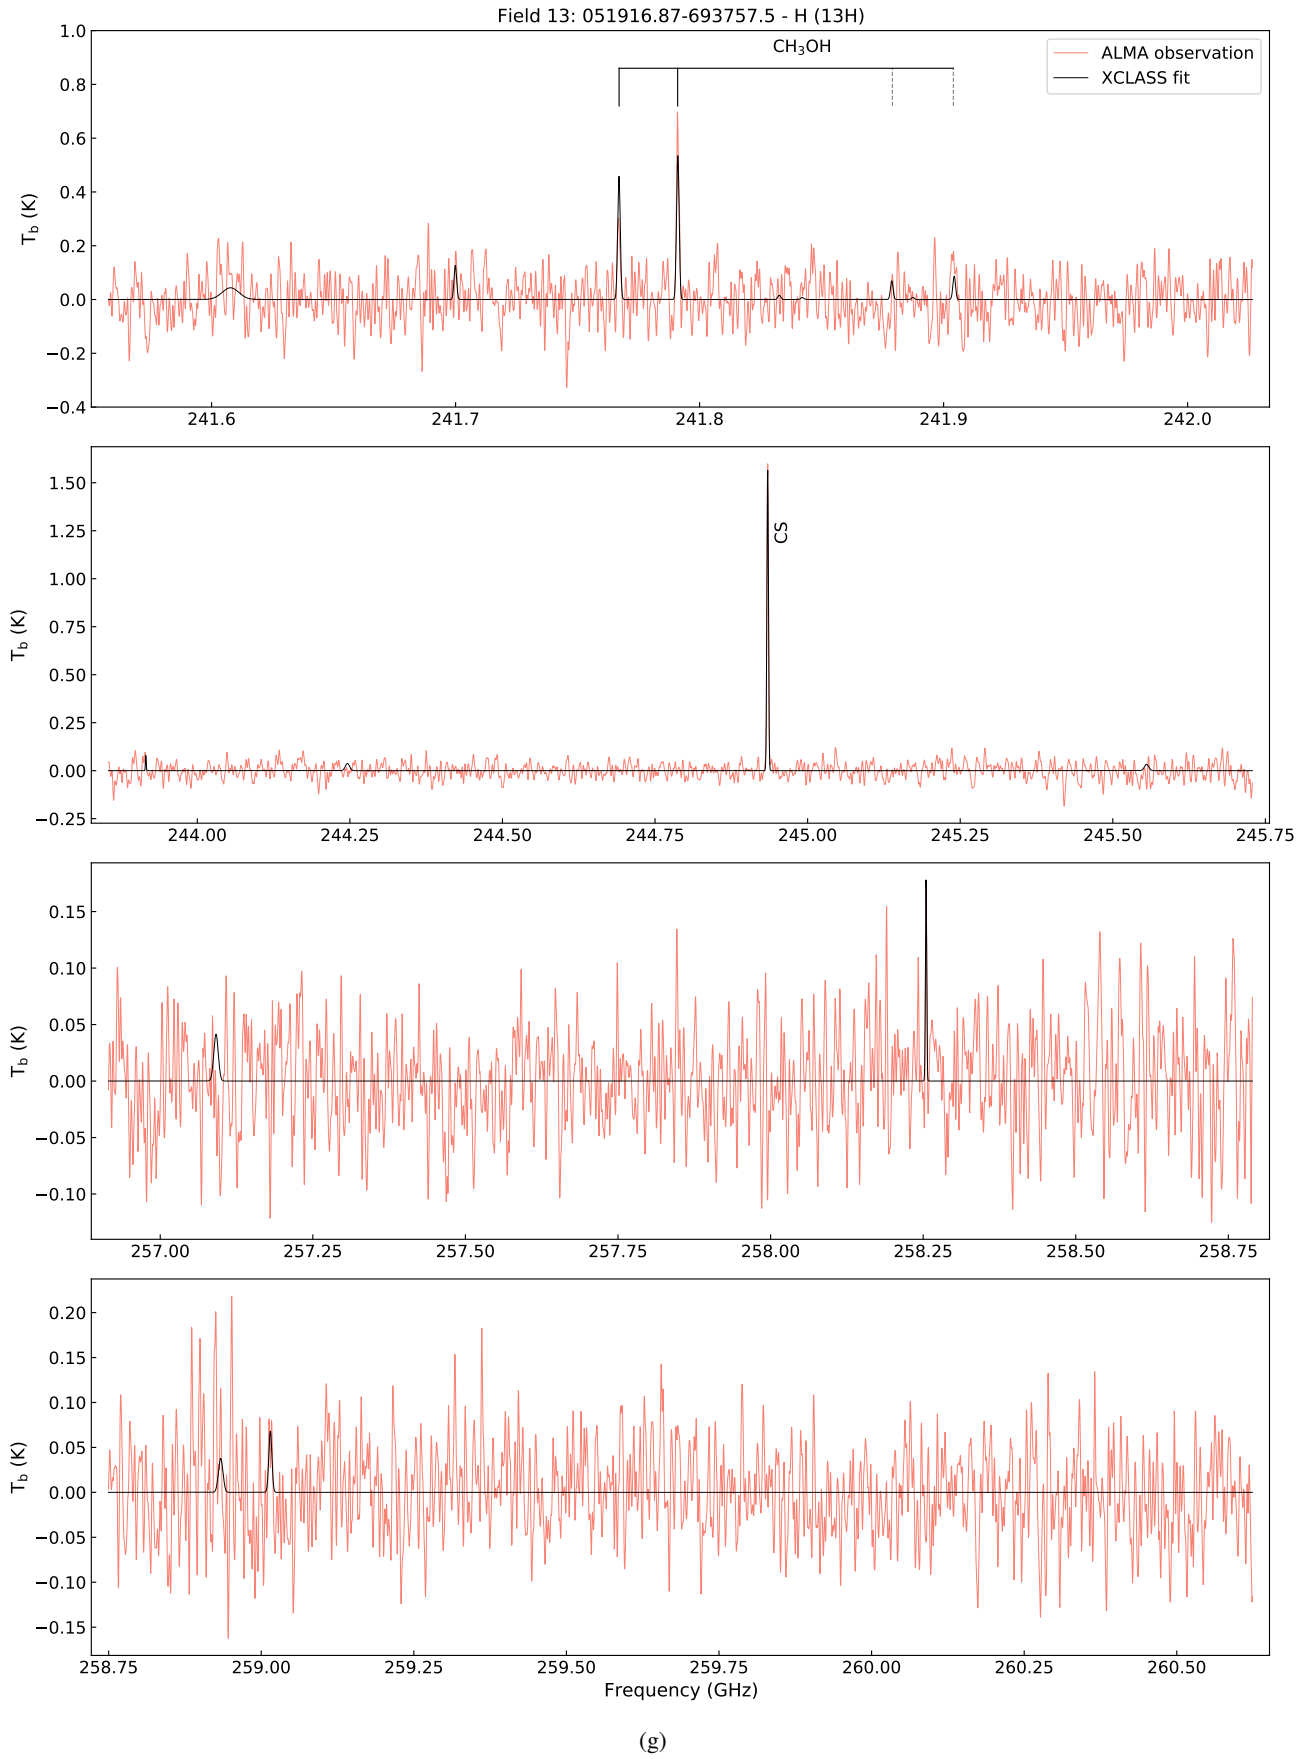 Field 13: 051916.87-693757.5 - H (13H)
CH₃OH
ALMA observation
XCLASS fit
T_b (K)
1.0
0.8
0.6
0.4
0.2
0.0
−0.2
−0.4
241.6 241.7 241.8 241.9 242.0
CS
T_b (K)
1.50
1.25
1.00
0.75
0.50
0.25
0.00
−0.25
244.00 244.25 244.50 244.75 245.00 245.25 245.50 245.75
T_b (K)
0.15
0.10
0.05
0.00
−0.05
−0.10
257.00 257.25 257.50 257.75 258.00 258.25 258.50 258.75
T_b (K)
0.20
0.15
0.10
0.05
0.00
−0.05
−0.10
−0.15
258.75 259.00 259.25 259.50 259.75 260.00 260.25 260.50
Frequency (GHz)
(g)